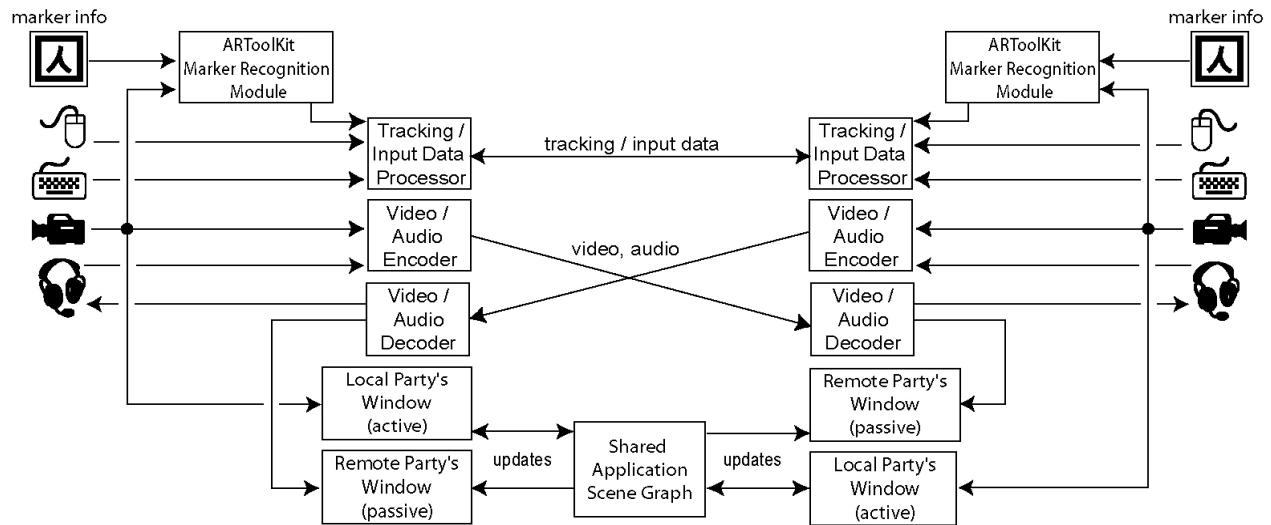 marker info
marker info
ARToolKit
Marker Recognition
Module
ARToolKit
Marker Recognition
Module
Tracking /
Input Data
Processor
tracking / input data
Tracking /
Input Data
Processor
Video /
Audio
Encoder
video, audio
Video /
Audio
Encoder
Video /
Audio
Decoder
Video /
Audio
Decoder
Local Party's
Window
(active)
Remote Party's
Window
(passive)
Shared
Application
Scene Graph
updates
updates
Remote Party's
Window
(passive)
Local Party's
Window
(active)